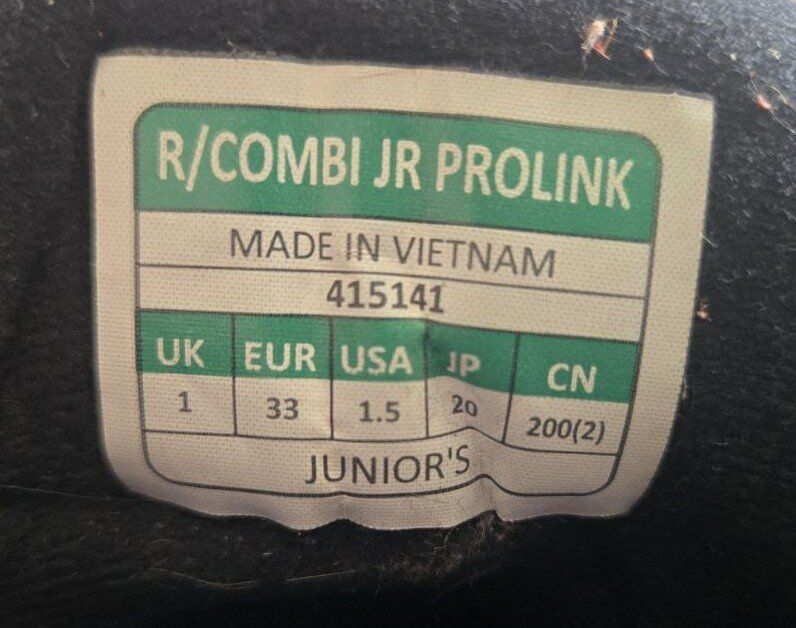 R/COMBI JR PROLINK
MADE IN VIETNAM
415141
UK EUR USA JP CN
1 33 1.5 20 200(2)
JUNIOR'S